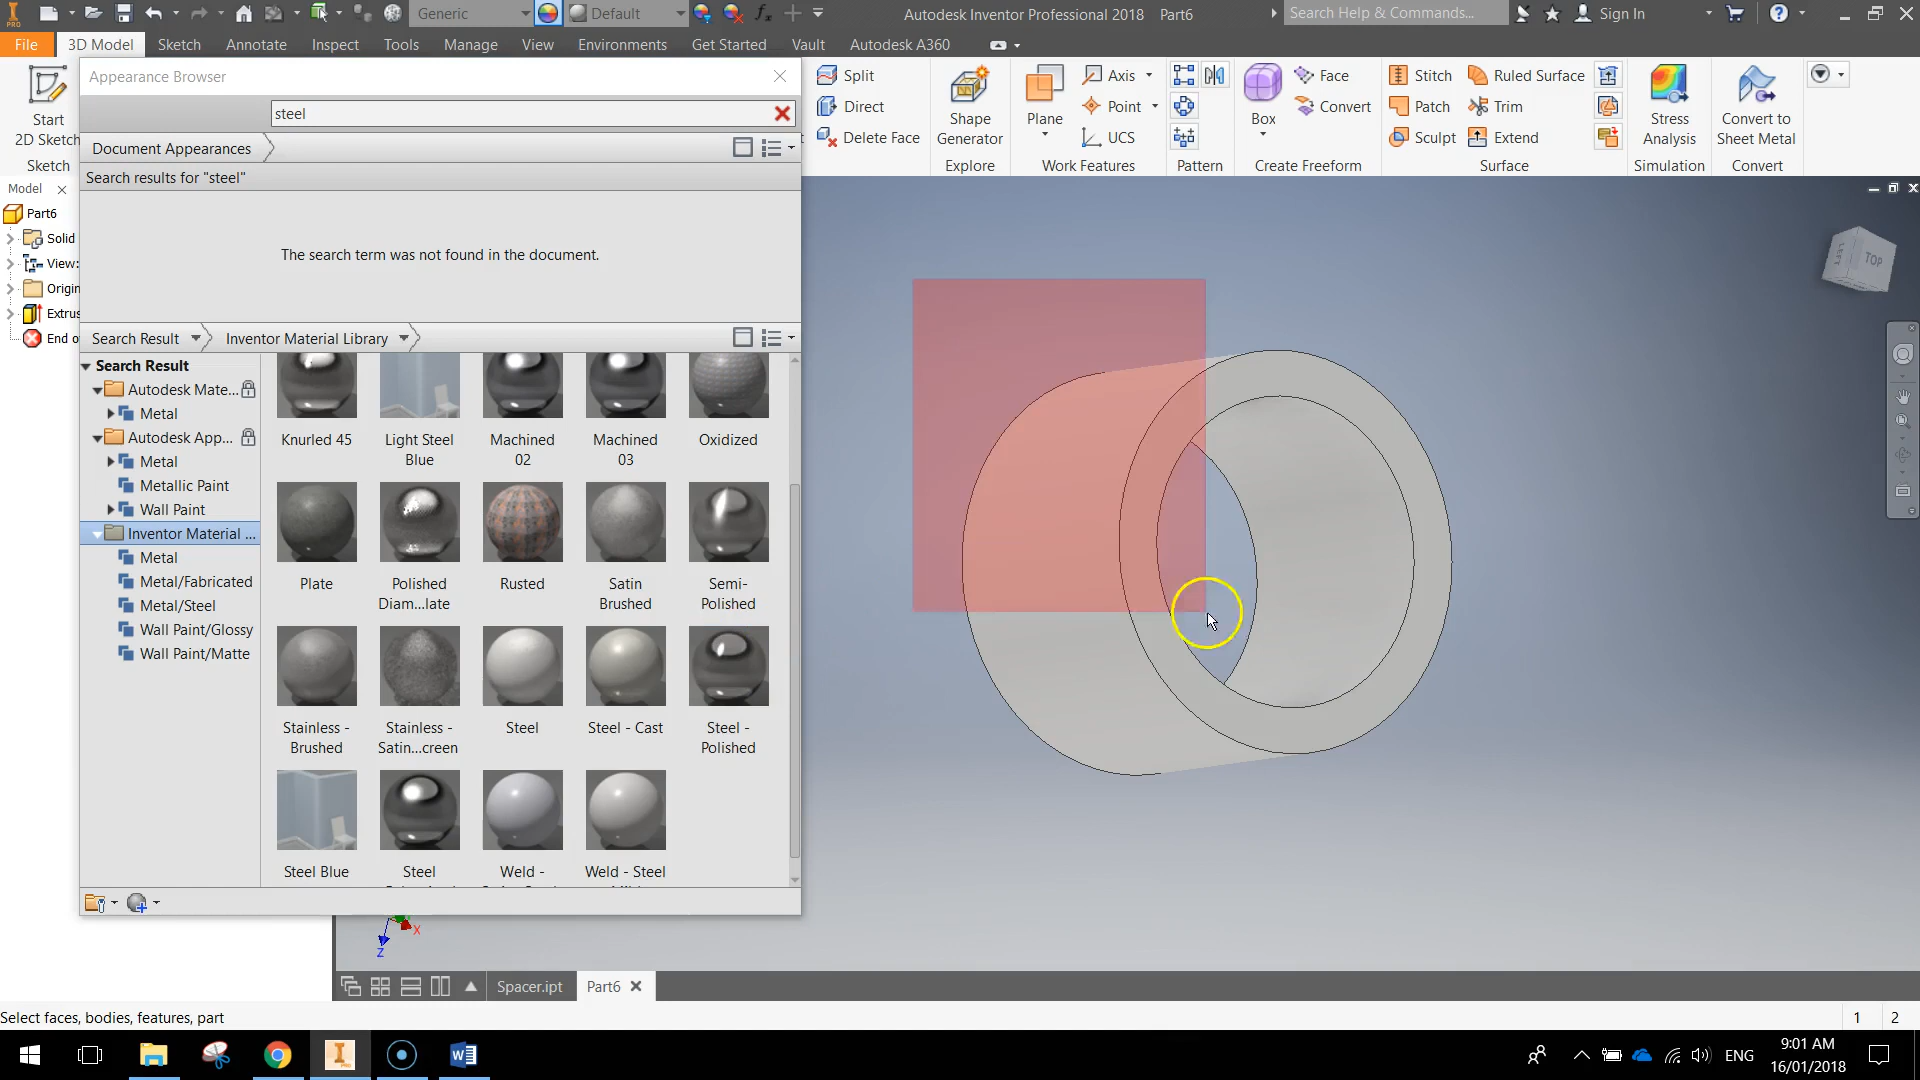 PRO
Generic
Default
fx
Autodesk Inventor Professional 2018 Part6
Search Help & Commands...
Sign In
File
3D Model
Sketch
Annotate
Inspect
Tools
Manage
View
Environments
Get Started
Vault
Autodesk A360
Start
2D Sketch
Sketch
Appearance Browser
steel
Document Appearances
Search results for "steel"
The search term was not found in the document.
Split
Direct
Delete Face
Shape
Generator
Explore
Plane
Axis
Point
UCS
Work Features
Pattern
Box
Face
Convert
Create Freeform
Stitch
Patch
Sculpt
Ruled Surface
Trim
Extend
Surface
Stress
Analysis
Simulation
Convert to
Sheet Metal
Convert
Model
Part6
Solid
View:
Origin
Extrus
End o
Search Result
Inventor Material Library
Search Result
Autodesk Mate...
Metal
Autodesk App...
Metal
Metallic Paint
Wall Paint
Inventor Material ...
Metal
Metal/Fabricated
Metal/Steel
Wall Paint/Glossy
Wall Paint/Matte
Knurled 45
Light Steel
Blue
Machined
02
Machined
03
Oxidized
Plate
Polished
Diam...late
Rusted
Satin
Brushed
Semi-
Polished
Stainless -
Brushed
Stainless -
Satin...creen
Steel
Steel - Cast
Steel -
Polished
Steel Blue
Steel
Weld -
Weld - Steel
TOP
LEFT
X
Z
Spacer.ipt
Part6
Select faces, bodies, features, part
1
2
PRO
ENG
9:01 AM
16/01/2018